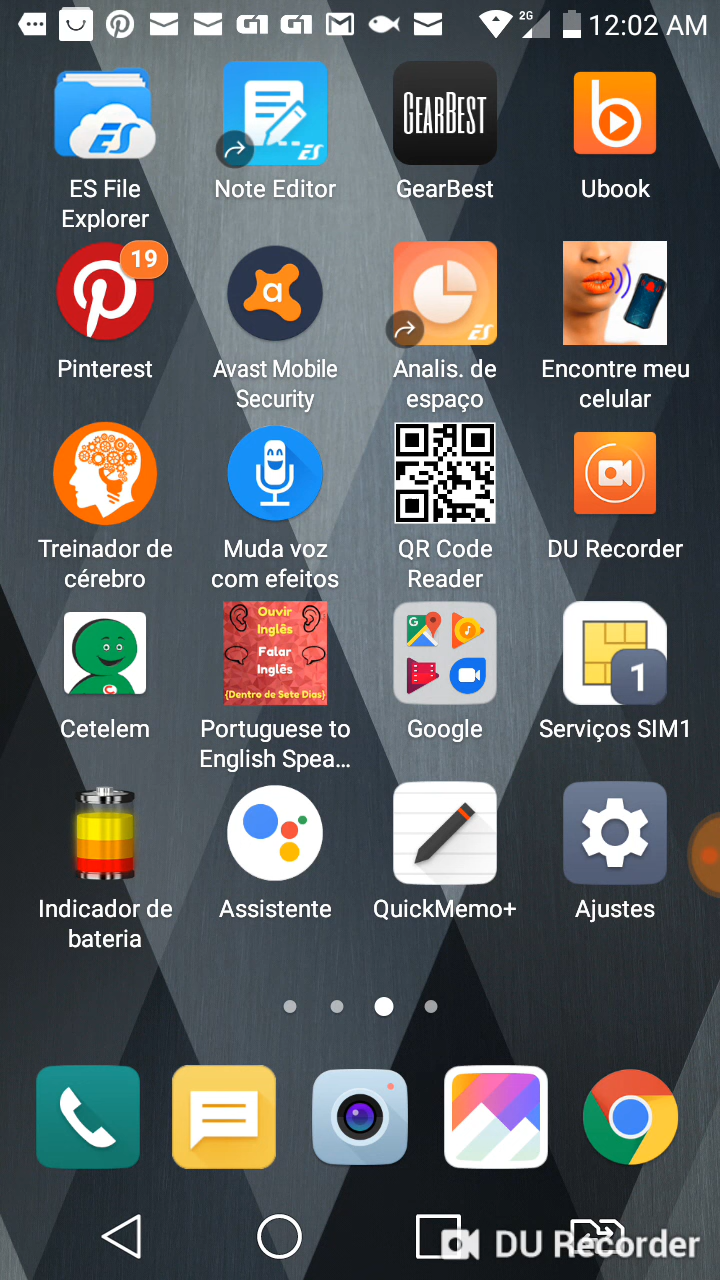 G1 G1 2G 12:02 AM
ES
ES
GEARBEST
b
ES File
Explorer
Note Editor
GearBest
Ubook
19
a
ES
Pinterest
Avast Mobile
Security
Analis. de
espaço
Encontre meu
celular
Treinador de
cérebro
Muda voz
com efeitos
QR Code
Reader
DU Recorder
Ouvir
Inglês
Falar
Inglês
{Dentro de Sete Dias}
G
1
Cetelem
Portuguese to
English Spea...
Google
Serviços SIM1
Indicador de
bateria
Assistente
QuickMemo+
Ajustes
DU Recorder